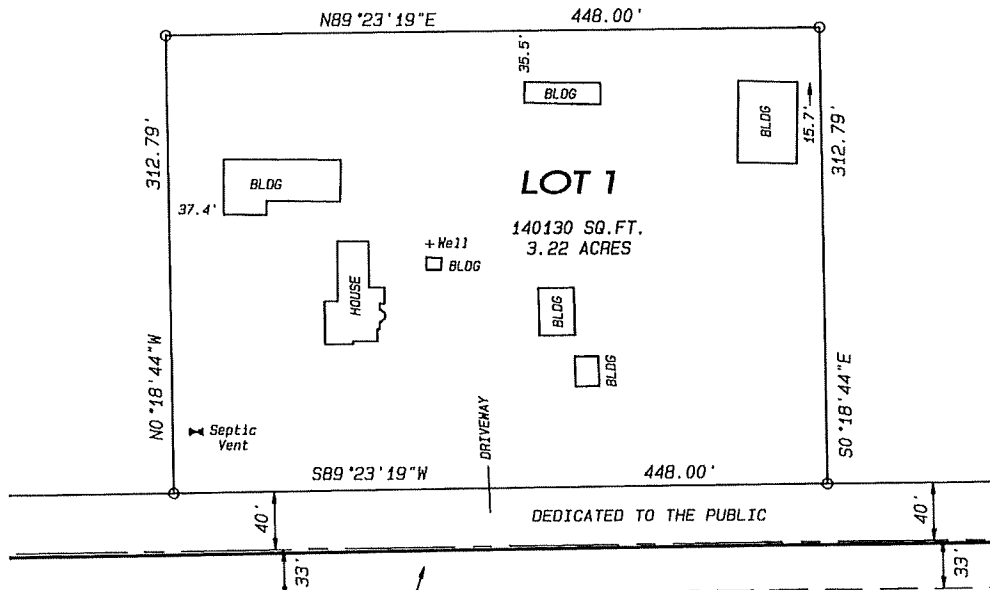 N89°23'19"E
448.00'
35.5'
BLDG
BLDG
15.7'
312.79'
312.79'
BLDG
LOT 1
37.4'
140130 SQ.FT.
3.22 ACRES
+ Well
BLDG
HOUSE
BLDG
BLDG
N0°18'44"W
S0°18'44"E
Septic
Vent
DRIVEWAY
S89°23'19"W
448.00'
40'
DEDICATED TO THE PUBLIC
40'
33'
33'